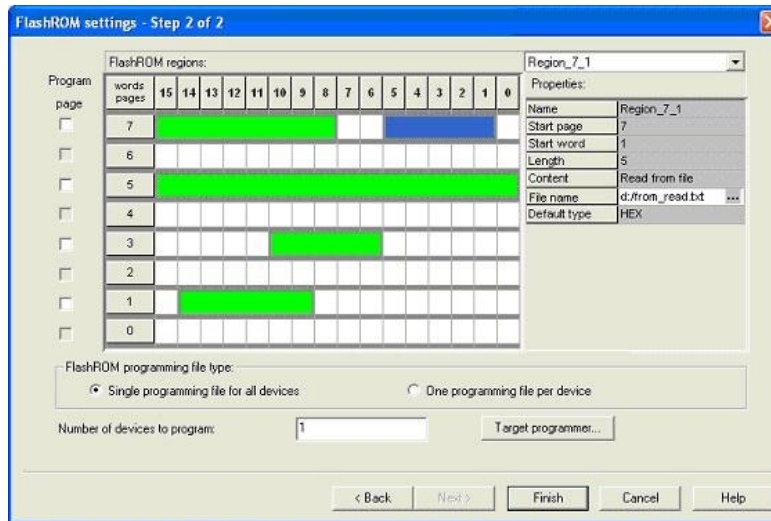 FlashROM settings - Step 2 of 2
FlashROM regions:
Region_7_1
Program page
words pages 15 14 13 12 11 10 9 8 7 6 5 4 3 2 1 0
7
6
5
4
3
2
1
0
Properties:
Name Region_7_1
Start page 7
Start word 1
Length 5
Content Read from file
File name d:/from_read.txt ...
Default type HEX
FlashROM programming file type:
Single programming file for all devices One programming file per device
Number of devices to program: 1 Target programmer...
< Back Next > Finish Cancel Help